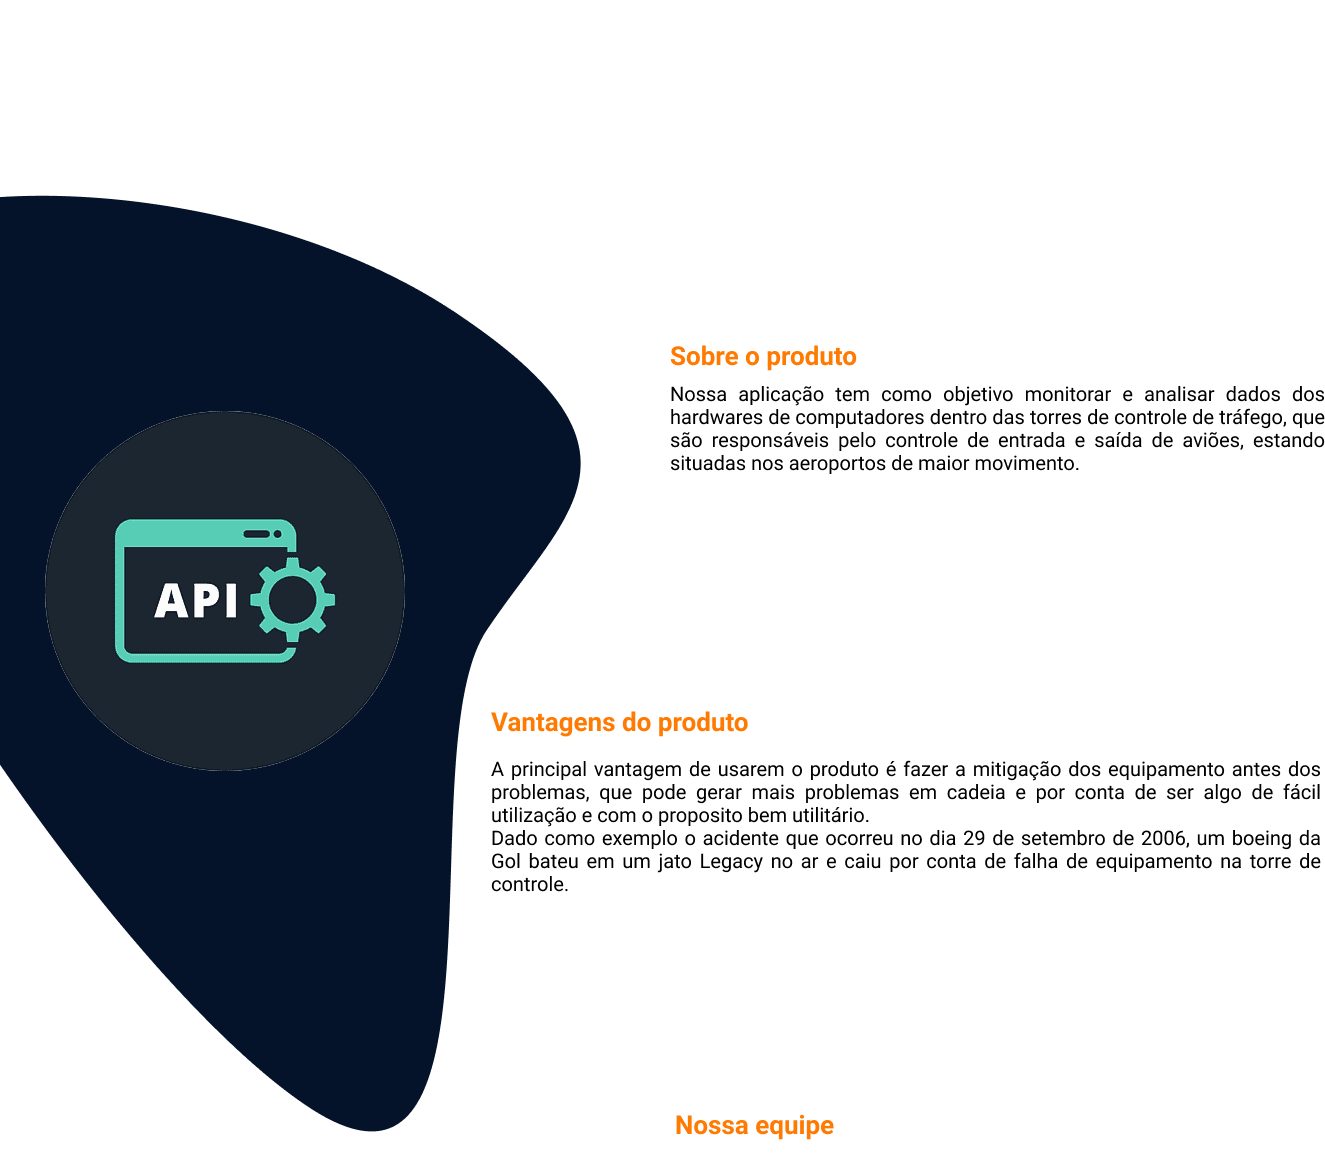 Sobre o produto
Nossa aplicação tem como objetivo monitorar e analisar dados dos
hardwares de computadores dentro das torres de controle de tráfego, que
são responsáveis pelo controle de entrada e saída de aviões, estando
situadas nos aeroportos de maior movimento.
API
Vantagens do produto
A principal vantagem de usarem o produto é fazer a mitigação dos equipamento antes dos
problemas, que pode gerar mais problemas em cadeia e por conta de ser algo de fácil
utilização e com o proposito bem utilitário.
Dado como exemplo o acidente que ocorreu no dia 29 de setembro de 2006, um boeing da
Gol bateu em um jato Legacy no ar e caiu por conta de falha de equipamento na torre de
controle.
Nossa equipe